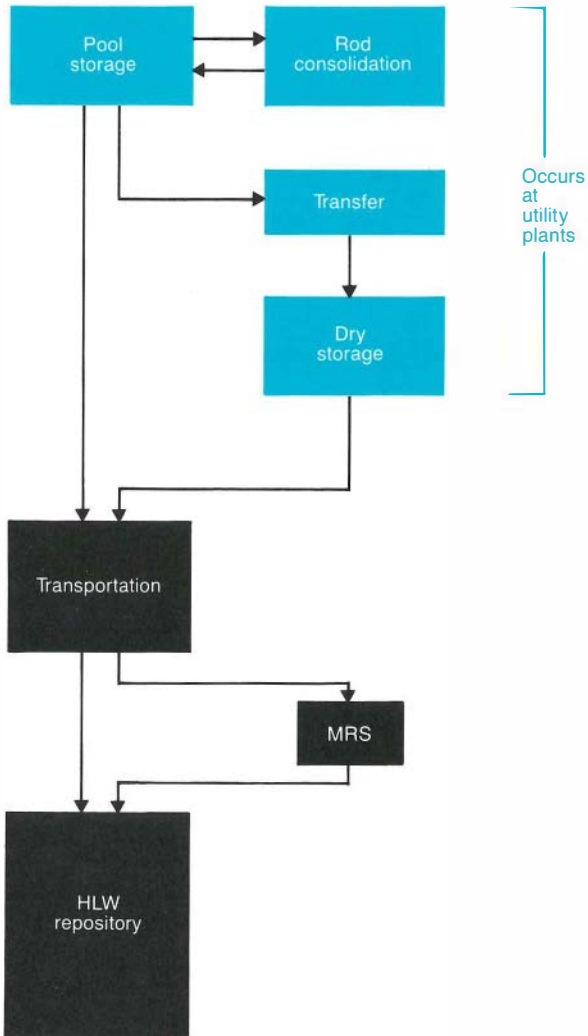 Pool
storage
Rod
consolidation
Transfer
Occurs
at
utility
plants
Dry
storage
Transportation
MRS
HLW
repository